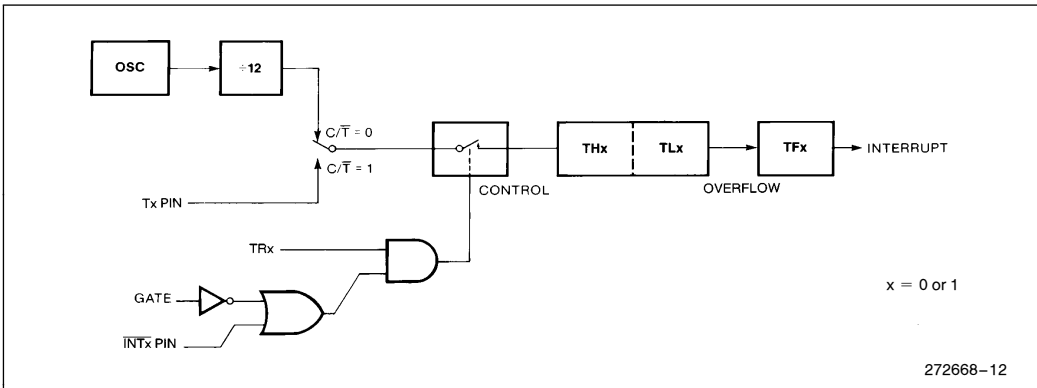 OSC
÷12
C/T̅ = 0
C/T̅ = 1
THx
TLx
TFx
INTERRUPT
CONTROL
OVERFLOW
Tx PIN
TRx
GATE
x = 0 or 1
I̅N̅T̅x̅ PIN
272668–12